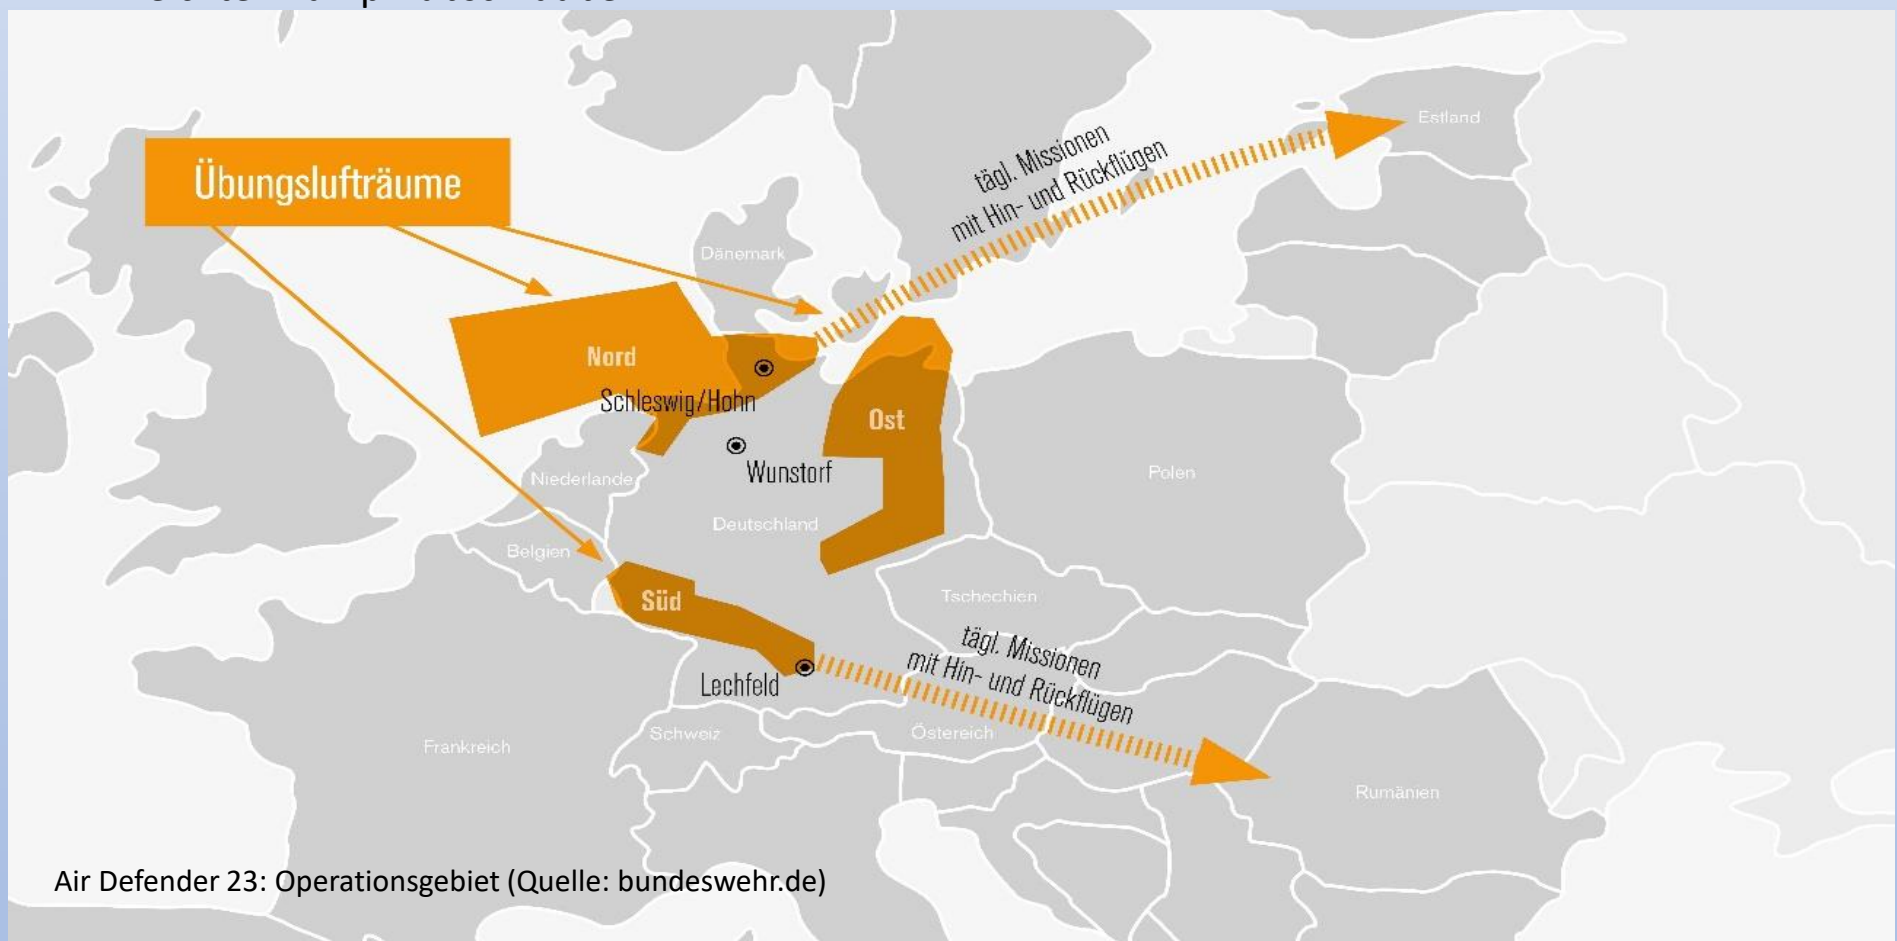 Estland
tägl. Missionen
mit Hin- und Rückflügen
Übungslufträume
Dänemark
Nord
Schleswig/Hohn
Ost
Wunstorf
Niederlande
Polen
Deutschland
Belgien
Süd
Tschechien
tägl. Missionen
mit Hin- und Rückflügen
Lechfeld
Schweiz
Österreich
Frankreich
Rumänien
Air Defender 23: Operationsgebiet (Quelle: bundeswehr.de)